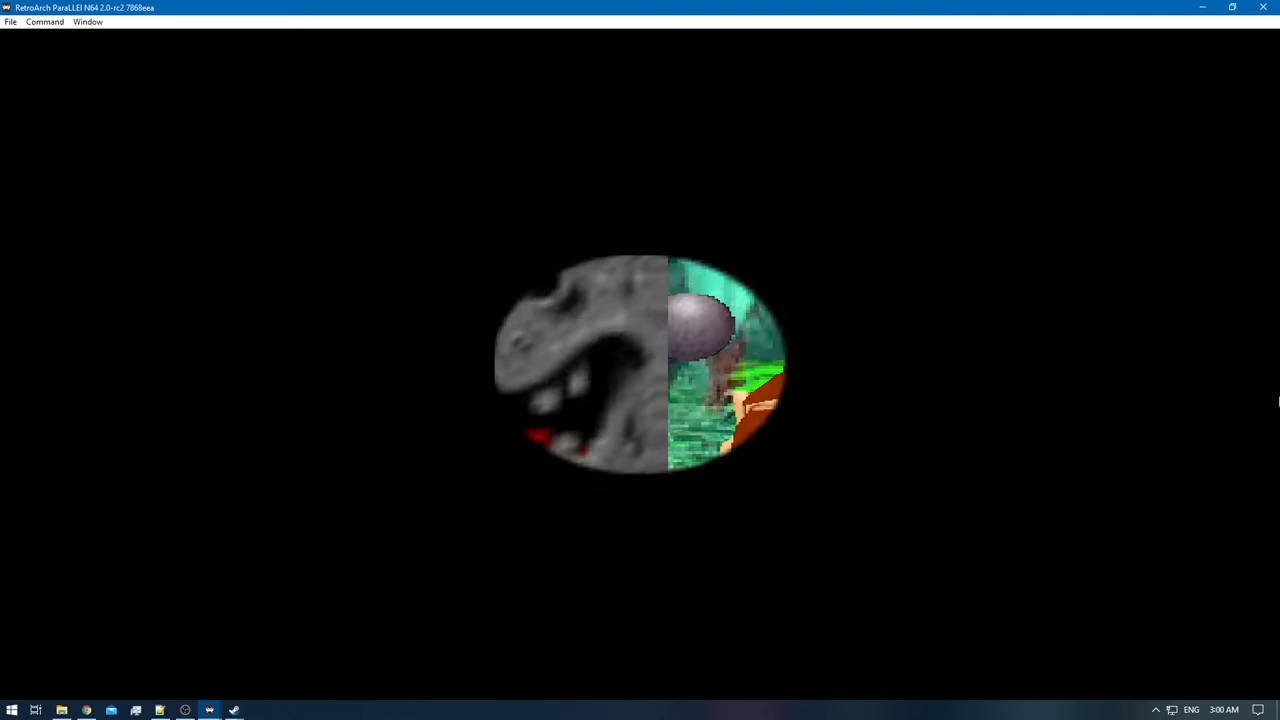 RetroArch ParaLLEl N64 2.0-rc2 7868eea
File Command Window
ENG 3:00 AM